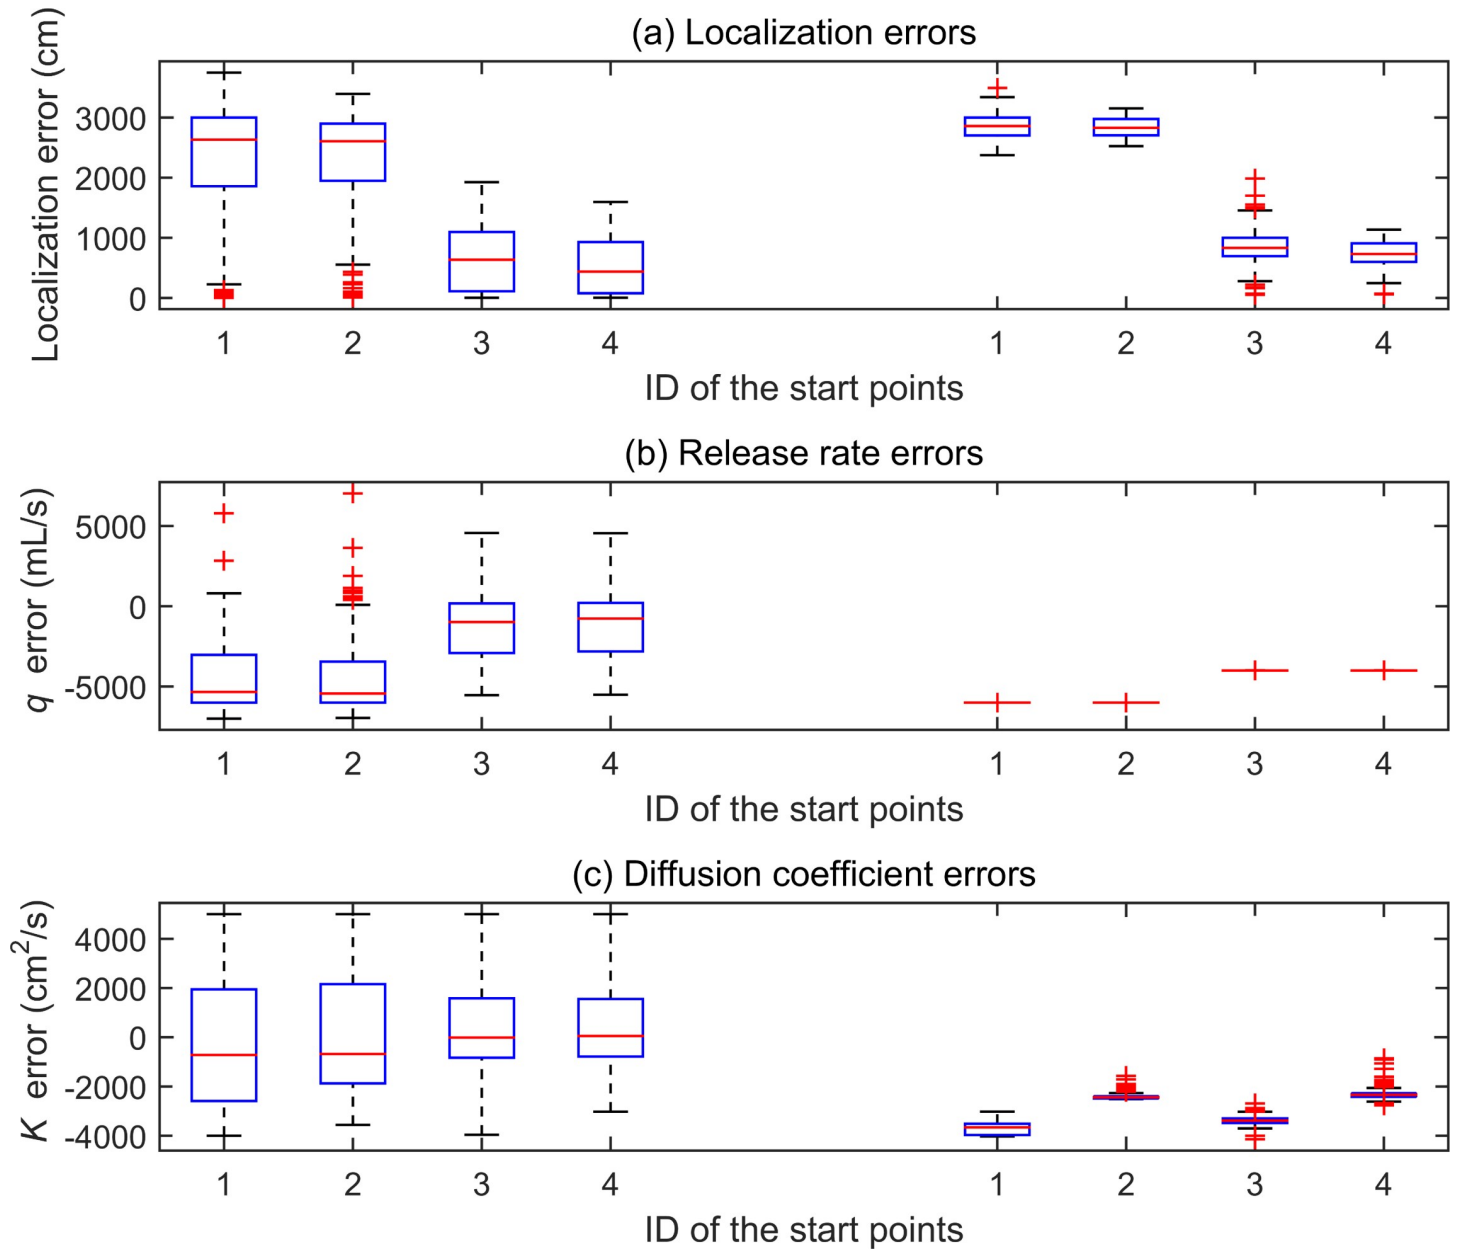 (a) Localization errors
Localization error (cm)
3000
2000
1000
0
1 2 3 4 1 2 3 4
ID of the start points
(b) Release rate errors
q error (mL/s)
5000
0
-5000
1 2 3 4 1 2 3 4
ID of the start points
(c) Diffusion coefficient errors
K error (cm²/s)
4000
2000
0
-2000
-4000
1 2 3 4 1 2 3 4
ID of the start points